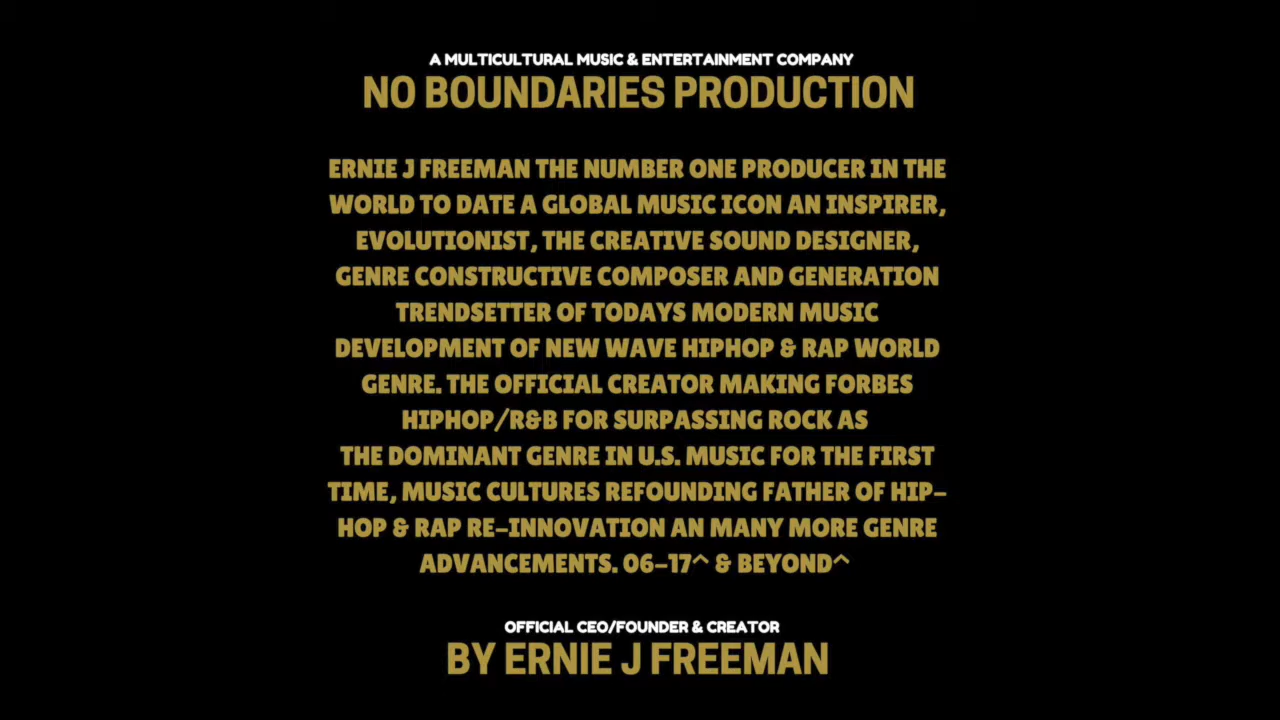 A MULTICULTURAL MUSIC & ENTERTAINMENT COMPANY
NO BOUNDARIES PRODUCTION
ERNIE J FREEMAN THE NUMBER ONE PRODUCER IN THE
WORLD TO DATE A GLOBAL MUSIC ICON AN INSPIRER,
EVOLUTIONIST, THE CREATIVE SOUND DESIGNER,
GENRE CONSTRUCTIVE COMPOSER AND GENERATION
TRENDSETTER OF TODAYS MODERN MUSIC
DEVELOPMENT OF NEW WAVE HIPHOP & RAP WORLD
GENRE. THE OFFICIAL CREATOR MAKING FORBES
HIPHOP/R&B FOR SURPASSING ROCK AS
THE DOMINANT GENRE IN U.S. MUSIC FOR THE FIRST
TIME, MUSIC CULTURES REFOUNDING FATHER OF HIP-
HOP & RAP RE-INNOVATION AN MANY MORE GENRE
ADVANCEMENTS. 06-17^ & BEYOND^
OFFICIAL CEO/FOUNDER & CREATOR
BY ERNIE J FREEMAN